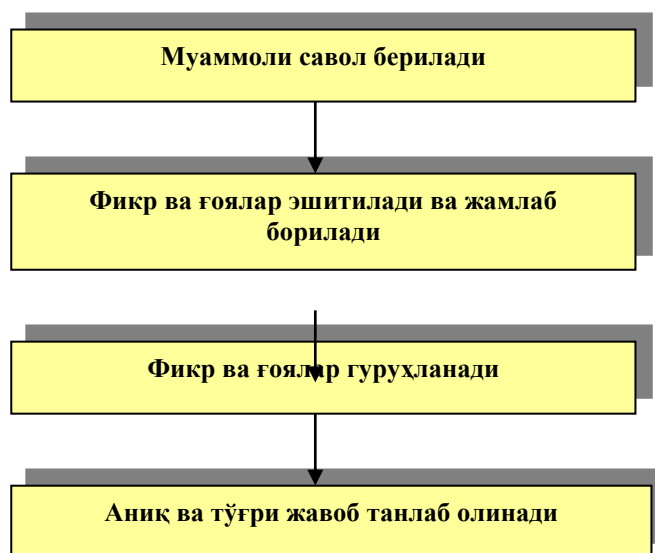 Муаммоли савол берилади
Фикр ва ғоялар эшитилади ва жамлаб
борилади
Фикр ва ғоялар гуруҳланади
Аниқ ва тўғри жавоб танлаб олинади